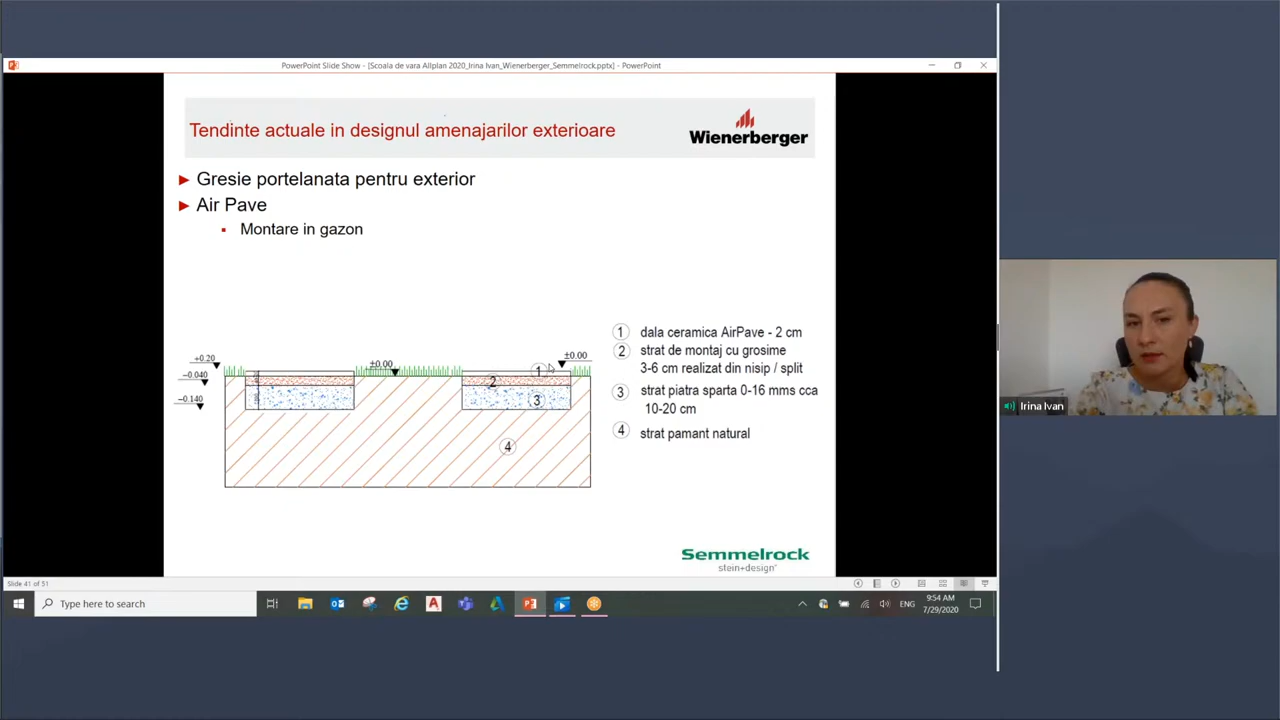 PowerPoint Slide Show - [Scoala de vara Allplan 2020_Irina Ivan_Wienerberger_Semmelrock.pptx] - PowerPoint
Tendinte actuale in designul amenajarilor exterioare
Wienerberger
Gresie portelanata pentru exterior
Air Pave
Montare in gazon
1 dala ceramica AirPave - 2 cm
2 strat de montaj cu grosime
3-6 cm realizat din nisip / split
3 strat piatra sparta 0-16 mms cca
10-20 cm
4 strat pamant natural
+0.20
±0.00
±0.00
-0.040
-0.140
1
2
3
4
Irina Ivan
Semmelrock
stein+design
Slide 41 of 51
Type here to search
ENG
9:54 AM
7/29/2020